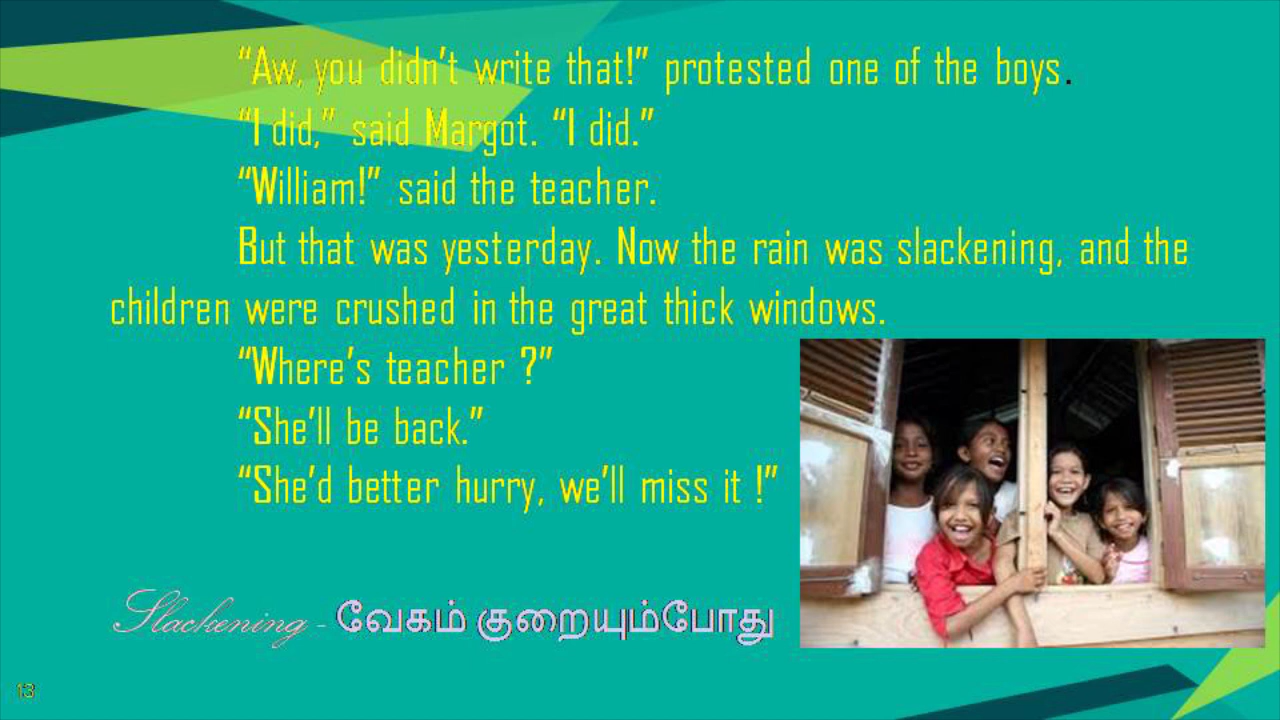 “Aw, you didn’t write that!” protested one of the boys.
“I did,” said Margot. “I did.”
“William!” said the teacher.
But that was yesterday. Now the rain was slackening, and the
children were crushed in the great thick windows.
“Where’s teacher ?”
“She’ll be back.”
“She’d better hurry, we’ll miss it !”
Slackening - வேகம் குறையும்போது
13